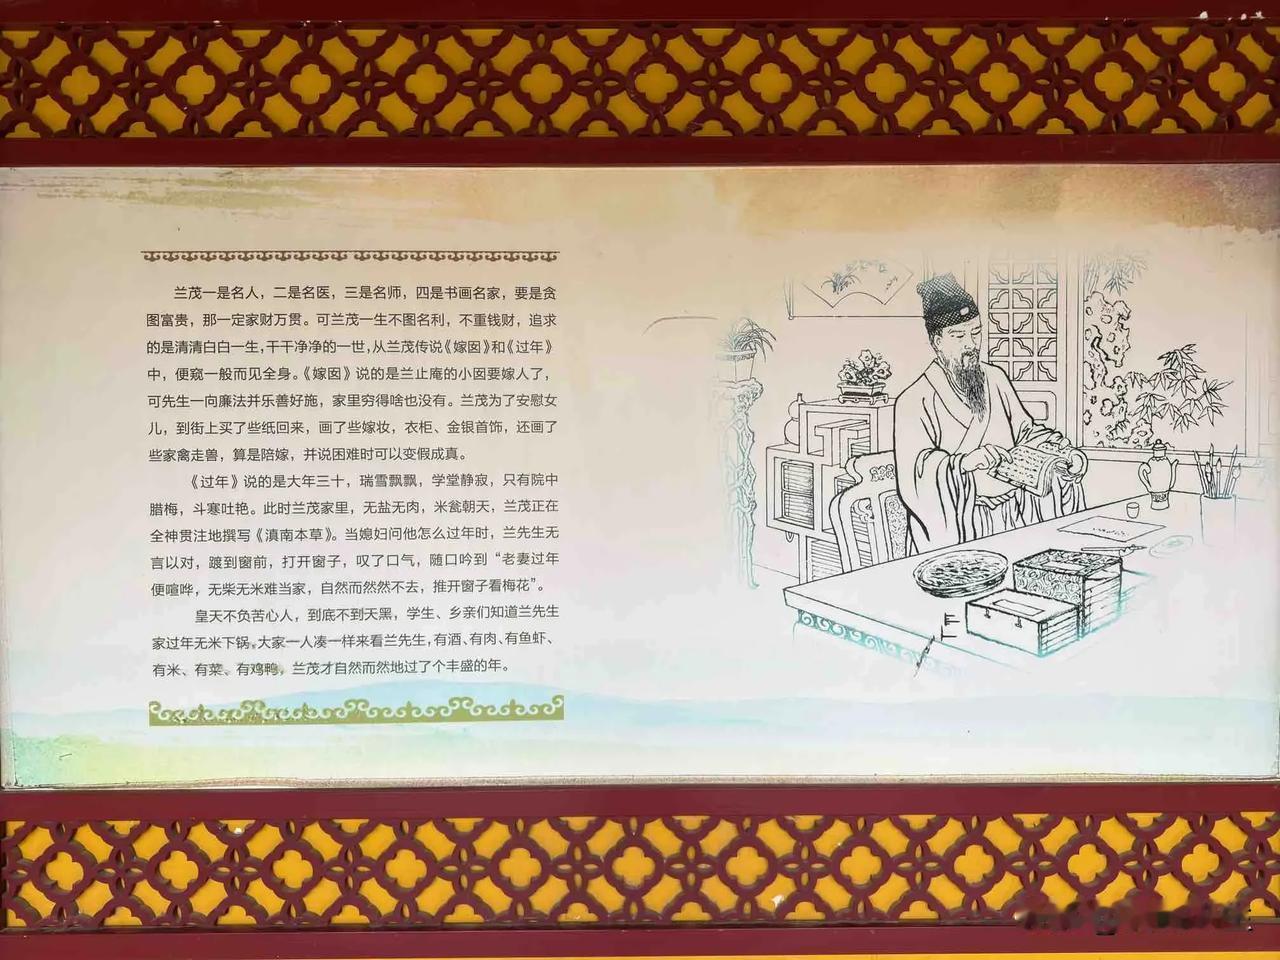 兰茂一是名人，二是名医，三是名师，四是书画名家，要是贪
图富贵，那一定家财万贯。可兰茂一生不图名利，不重钱财，追求
的是清清白白一生，干干净净的一世，从兰茂传说《嫁囡》和《过年》
中，便窥一般而见全身。《嫁囡》说的是兰止庵的小囡要嫁人了，
可先生一向廉法并乐善好施，家里穷得啥也没有。兰茂为了安慰女
儿，到街上买了些纸回来，画了些嫁妆，衣柜、金银首饰，还画了
些家禽走兽，算是陪嫁，并说困难时可以变假成真。
《过年》说的是大年三十，瑞雪飘飘，学堂静寂，只有院中
腊梅，斗寒吐艳。此时兰茂家里，无盐无肉，米瓮朝天，兰茂正在
全神贯注地撰写《滇南本草》。当媳妇问他怎么过年时，兰先生无
言以对，踱到窗前，打开窗子，叹了口气，随口吟到“老妻过年
便喧哗，无柴无米难当家，自然而然然不去，推开窗子看梅花”。
皇天不负苦心人，到底不到天黑，学生、乡亲们知道兰先生
家过年无米下锅。大家一人凑一样来看兰先生，有酒、有肉、有鱼虾、
有米、有菜、有鸡鸭，兰茂才自然而然地过了个丰盛的年。